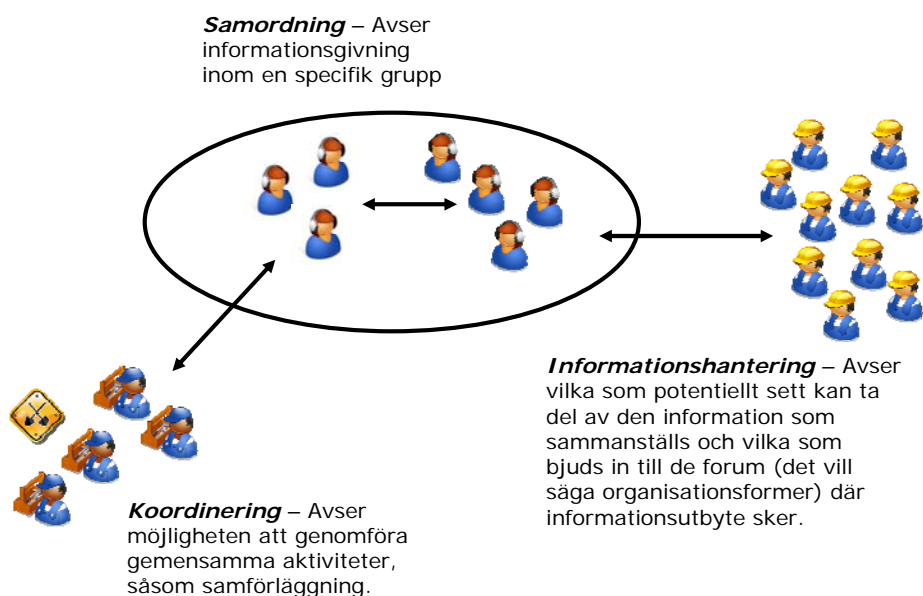 Samordning – Avser
informationsgivning
inom en specifik grupp
Informationshantering – Avser
vilka som potentiellt sett kan ta
del av den information som
sammanställs och vilka som
bjuds in till de forum (det vill
säga organisationsformer) där
informationsutbyte sker.
Koordinering – Avser
möjligheten att genomföra
gemensamma aktiviteter,
såsom samförläggning.